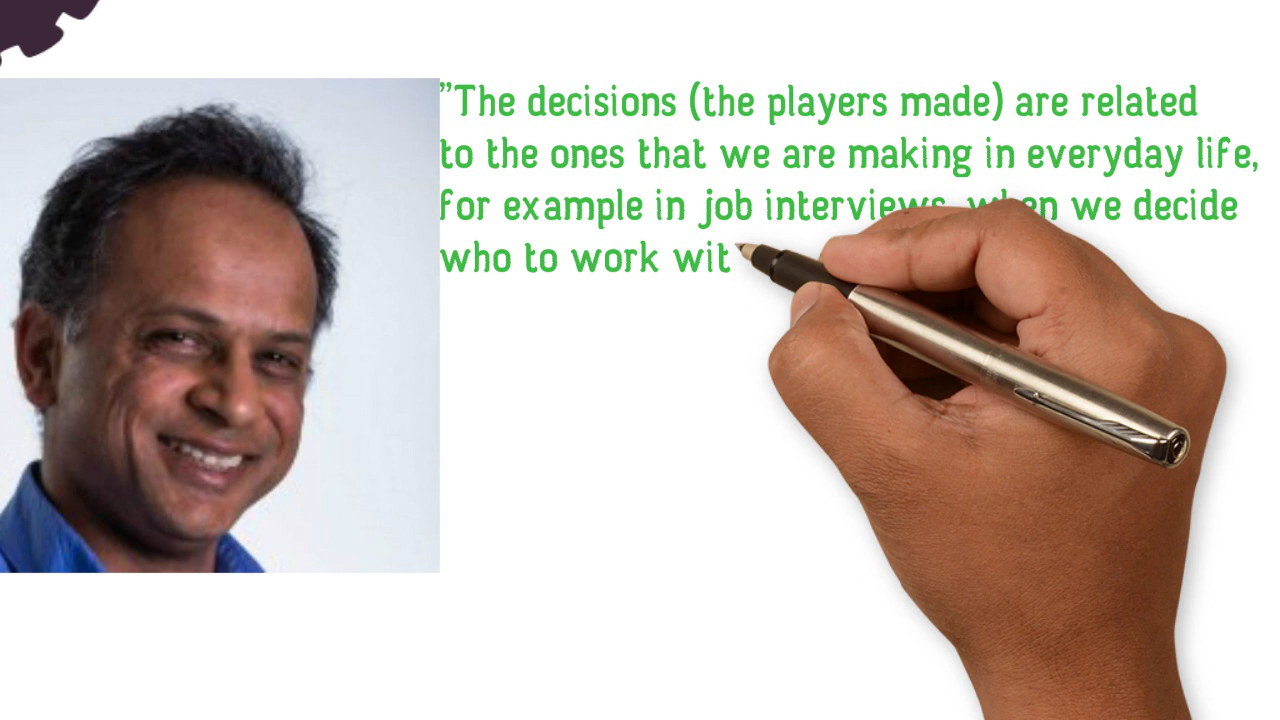 "The decisions (the players made) are related
to the ones that we are making in everyday life,
for example in job interviews, when we decide
who to work wit